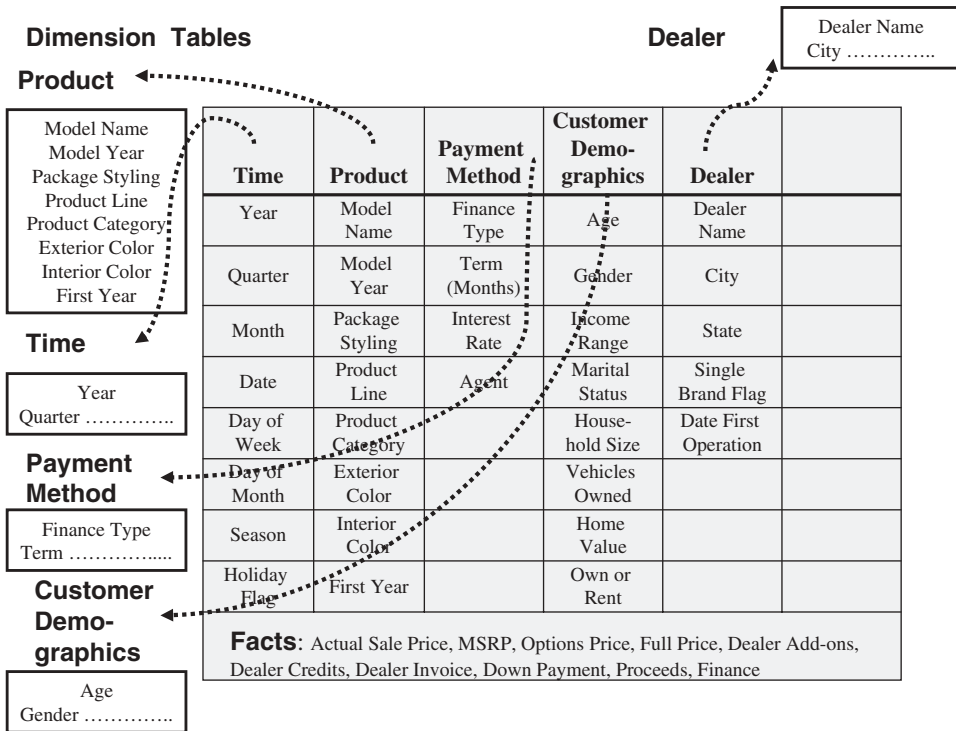 Dimension Tables
Dealer
Dealer Name
City …………..
Product
Model Name
Model Year
Package Styling
Product Line
Product Category
Exterior Color
Interior Color
First Year
Time
Year
Quarter …………..
Payment
Method
Finance Type
Term ………….....
Customer
Demo-
graphics
Age
Gender …………..
Time
Product
Payment
Method
Customer
Demo-
graphics
Dealer
Year
Model
Name
Finance
Type
Age
Dealer
Name
Quarter
Model
Year
Term
(Months)
Gender
City
Month
Package
Styling
Interest
Rate
Income
Range
State
Date
Product
Line
Agent
Marital
Status
Single
Brand Flag
Day of
Week
Product
Category
House-
hold Size
Date First
Operation
Day of
Month
Exterior
Color
Vehicles
Owned
Season
Interior
Color
Home
Value
Holiday
Flag
First Year
Own or
Rent
Facts: Actual Sale Price, MSRP, Options Price, Full Price, Dealer Add-ons,
Dealer Credits, Dealer Invoice, Down Payment, Proceeds, Finance